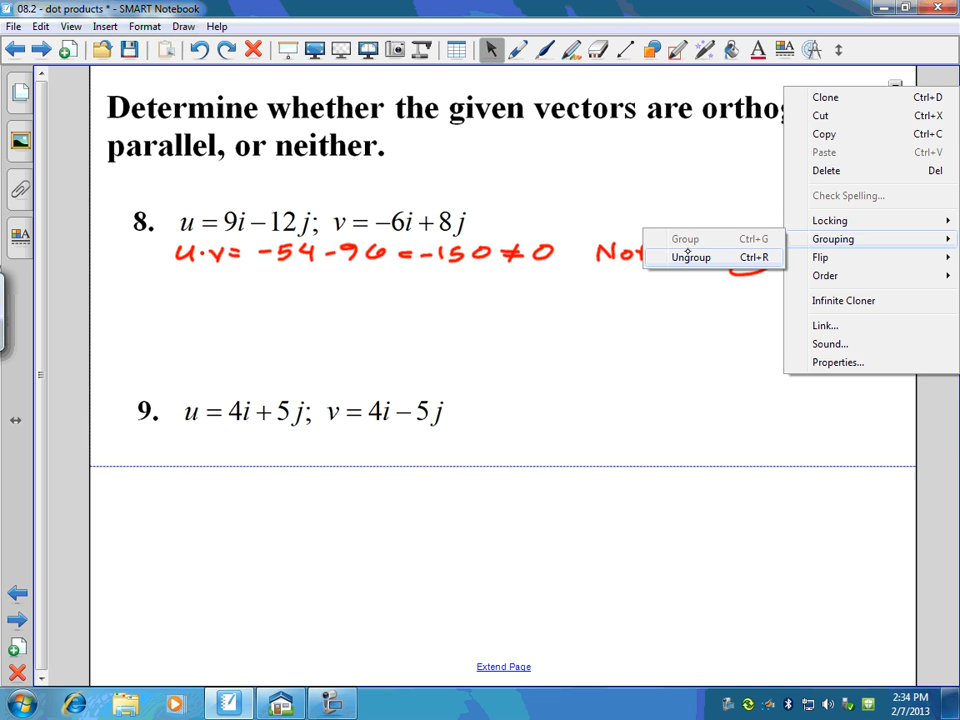 08.2 - dot products * - SMART Notebook
File Edit View Insert Format Draw Help
Determine whether the given vectors are
parallel, or neither.
8. u = 9i − 12j; v = −6i + 8j
u·v = -54 - 96 = -150 ≠ 0
9. u = 4i + 5j; v = 4i − 5j
Extend Page
Clone Ctrl+D
Cut Ctrl+X
Copy Ctrl+C
Paste Ctrl+V
Delete Del
Check Spelling...
Locking
Grouping
Flip
Order
Infinite Cloner
Link...
Sound...
Properties...
Group Ctrl+G
Ungroup Ctrl+R
2:34 PM
2/7/2013